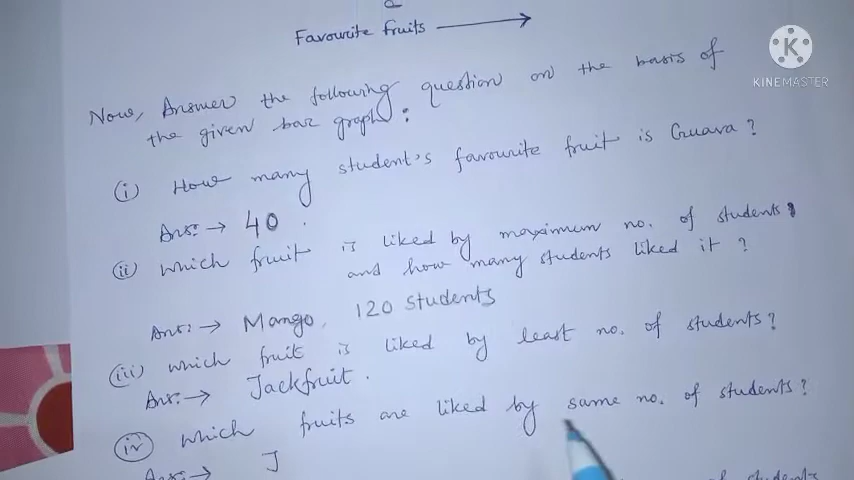 Favourite fruits
KINEMASTER
Now, Answer the following question on the basis of
the given bar graph:
(i) How many student's favourite fruit is Guava?
Ans: → 40.
(ii) which fruit is liked by maximum no. of students
and how many students liked it?
Ans: → Mango, 120 students
(iii) which fruit is liked by least no. of students?
Ans: → Jackfruit.
(iv) which fruits are liked by same no. of students?
Ans: → J
of students